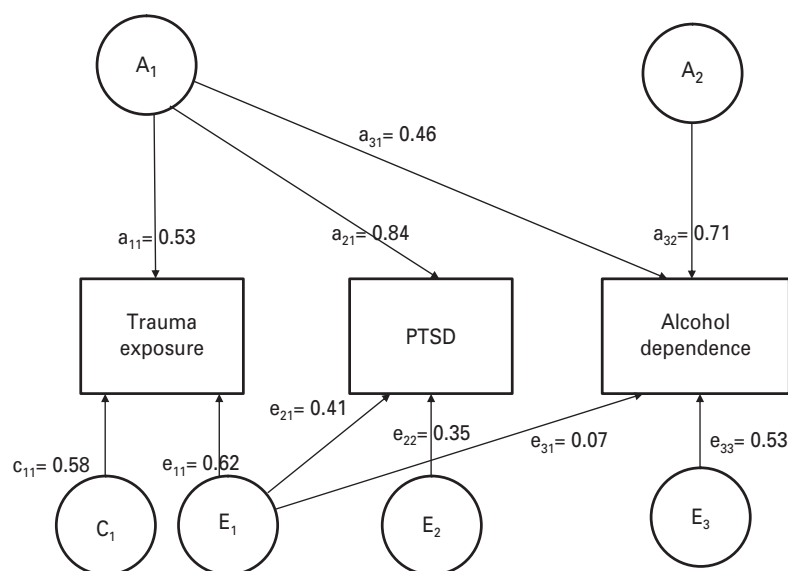 A₁
A₂
a₃₁= 0.46
a₁₁= 0.53
a₂₁= 0.84
a₃₂= 0.71
Trauma
exposure
PTSD
Alcohol
dependence
e₂₁= 0.41
e₂₂= 0.35
e₃₁= 0.07
e₃₃= 0.53
c₁₁= 0.58
e₁₁= 0.62
C₁
E₁
E₂
E₃